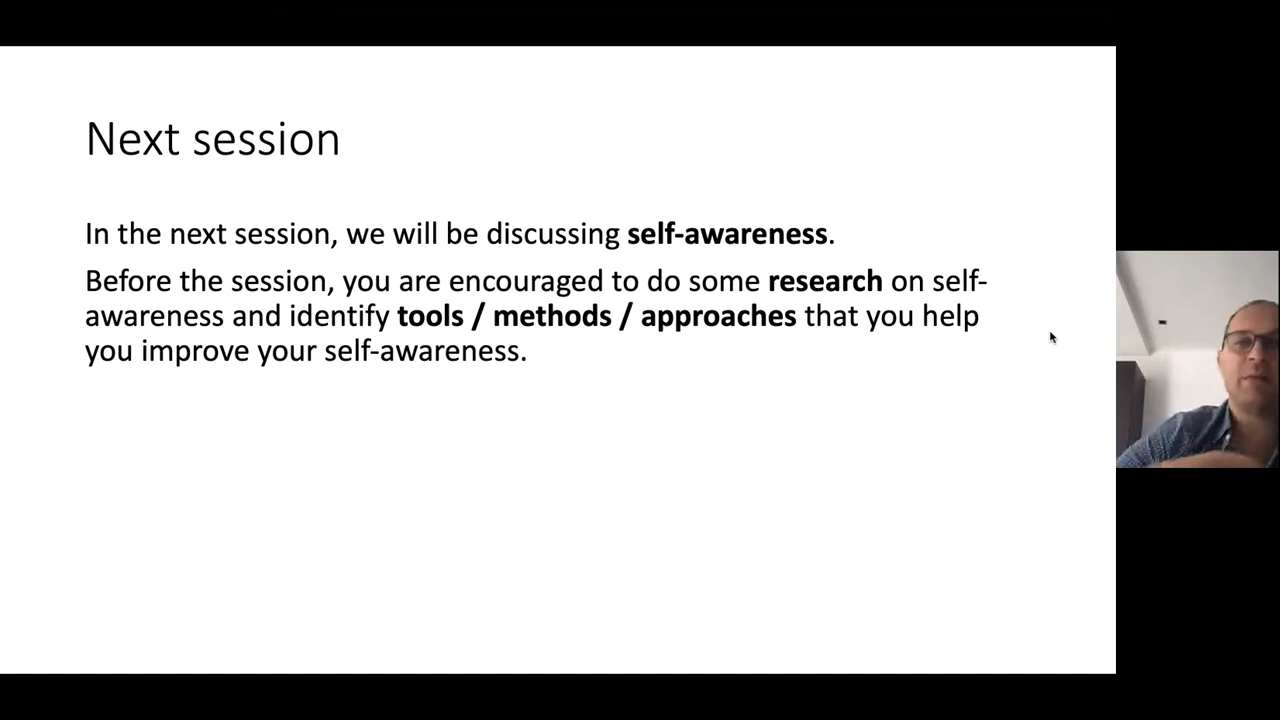 Next session
In the next session, we will be discussing self-awareness.
Before the session, you are encouraged to do some research on self-
awareness and identify tools / methods / approaches that you help
you improve your self-awareness.